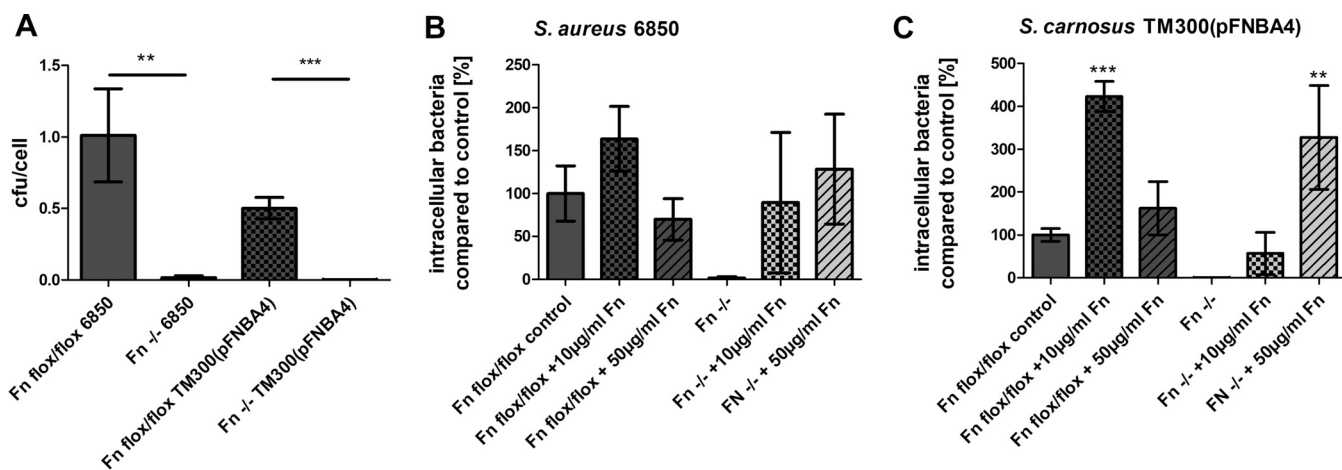 A
**
***
1.5
1.0
0.5
0.0
cfu/cell
Fn flox/flox 6850
Fn -/- 6850
Fn flox/flox TM300(pFNBA4)
Fn -/- TM300(pFNBA4)
B
S. aureus 6850
250
200
150
100
50
0
intracellular bacteria
compared to control [%]
Fn flox/flox control
Fn flox/flox +10µg/ml Fn
Fn flox/flox + 50µg/ml Fn
Fn -/-
Fn -/- +10µg/ml Fn
FN -/- + 50µg/ml Fn
C
S. carnosus TM300(pFNBA4)
***
**
500
400
300
200
100
0
intracellular bacteria
compared to control [%]
Fn flox/flox control
Fn flox/flox +10µg/ml Fn
Fn flox/flox + 50µg/ml Fn
Fn -/-
Fn -/- +10µg/ml Fn
FN -/- + 50µg/ml Fn